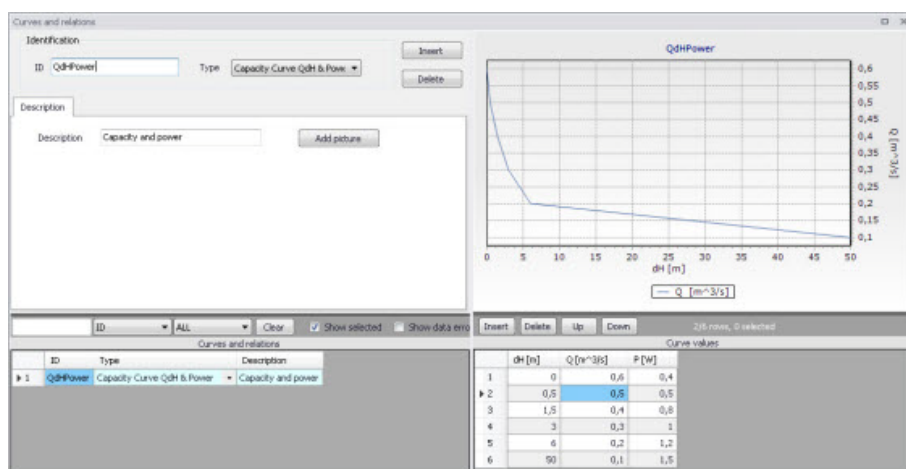 Curves and relations
Identification
ID QdHPower Type Capacity Curve QdH & Powe Insert
Delete
Description
Description Capacity and power Add picture
QdHPower
0,6
0,55
0,5
0,45
0,4
0,35
0,3
0,25
0,2
0,15
0,1
Q [m^3/s]
0 5 10 15 20 25 30 35 40 45 50
dH [m]
Q [m^3/s]
ID ALL Clear Show selected Show data erro
Curves and relations
ID Type Description
1 QdHPower Capacity Curve QdH & Power Capacity and power
Insert Delete Up Down 2/6 rows, 0 selected
Curve values
dH [m] Q [m^3/s] P [W]
1 0 0,6 0,4
2 0,5 0,5 0,5
3 1,5 0,4 0,8
4 3 0,3 1
5 6 0,2 1,2
6 50 0,1 1,5